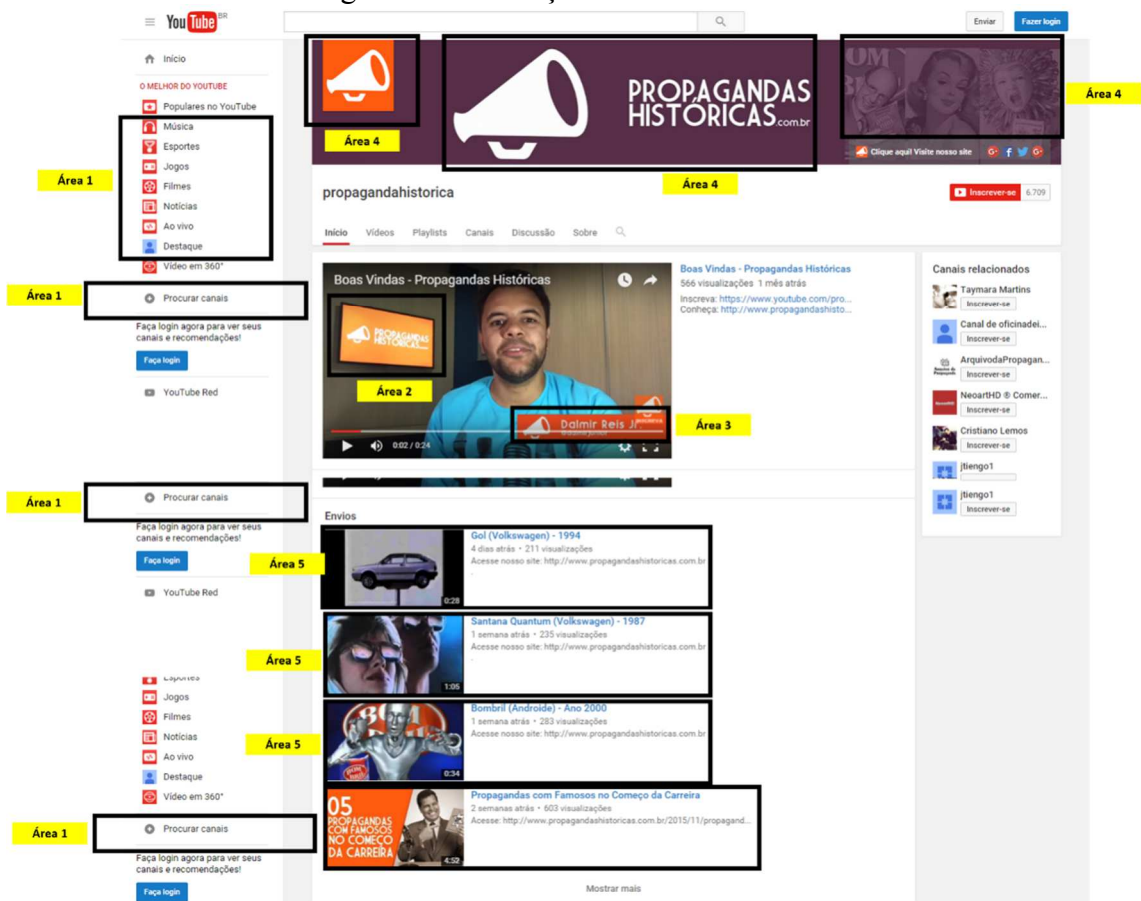 YouTube BR
Enviar
Fazer login
Início
O MELHOR DO YOUTUBE
Populares no YouTube
Música
Esportes
Jogos
Filmes
Notícias
Ao vivo
Destaque
Vídeo em 360°
Área 1
Procurar canais
Área 1
Faça login agora para ver seus
canais e recomendações!
Faça login
YouTube Red
Área 4
PROPAGANDAS
HISTÓRICAS.com.br
Área 4
BOM
Área 4
Clique aqui! Visite nosso site
propagandahistorica
Inscrever-se 6.709
Início Vídeos Playlists Canais Discussão Sobre
Boas Vindas - Propagandas Históricas
PROPAGANDAS
HISTÓRICAS
Área 2
Dalmir Reis Jr.
Área 3
0:02 / 0:24
Boas Vindas - Propagandas Históricas
566 visualizações 1 mês atrás
Inscreva: https://www.youtube.com/pro...
Conheça: http://www.propagandashisto...
Canais relacionados
Taymara Martins
Inscrever-se
Canal de oficinadei...
Inscrever-se
ArquivodaPropagan...
Inscrever-se
NeoartHD ® Comer...
Inscrever-se
Cristiano Lemos
Inscrever-se
jtiengo1
jtiengo1
Inscrever-se
Área 1
Procurar canais
Faça login agora para ver seus
canais e recomendações!
Faça login
YouTube Red
Envios
Área 5
0:28
Gol (Volkswagen) - 1994
4 dias atrás • 211 visualizações
Acesse nosso site: http://www.propagandashistoricas.com.br
Área 5
1:05
Santana Quantum (Volkswagen) - 1987
1 semana atrás • 235 visualizações
Acesse nosso site: http://www.propagandashistoricas.com.br
Área 5
0:34
Bombril (Androide) - Ano 2000
1 semana atrás • 283 visualizações
Acesse nosso site: http://www.propagandashistoricas.com.br
05
PROPAGANDAS
COM FAMOSOS
NO COMEÇO
DA CARREIRA
4:52
Propagandas com Famosos no Começo da Carreira
2 semanas atrás • 603 visualizações
Acesse: http://www.propagandashistoricas.com.br/2015/11/propagand...
Mostrar mais
Esportes
Jogos
Filmes
Notícias
Ao vivo
Destaque
Vídeo em 360°
Área 1
Procurar canais
Faça login agora para ver seus
canais e recomendações!
Faça login